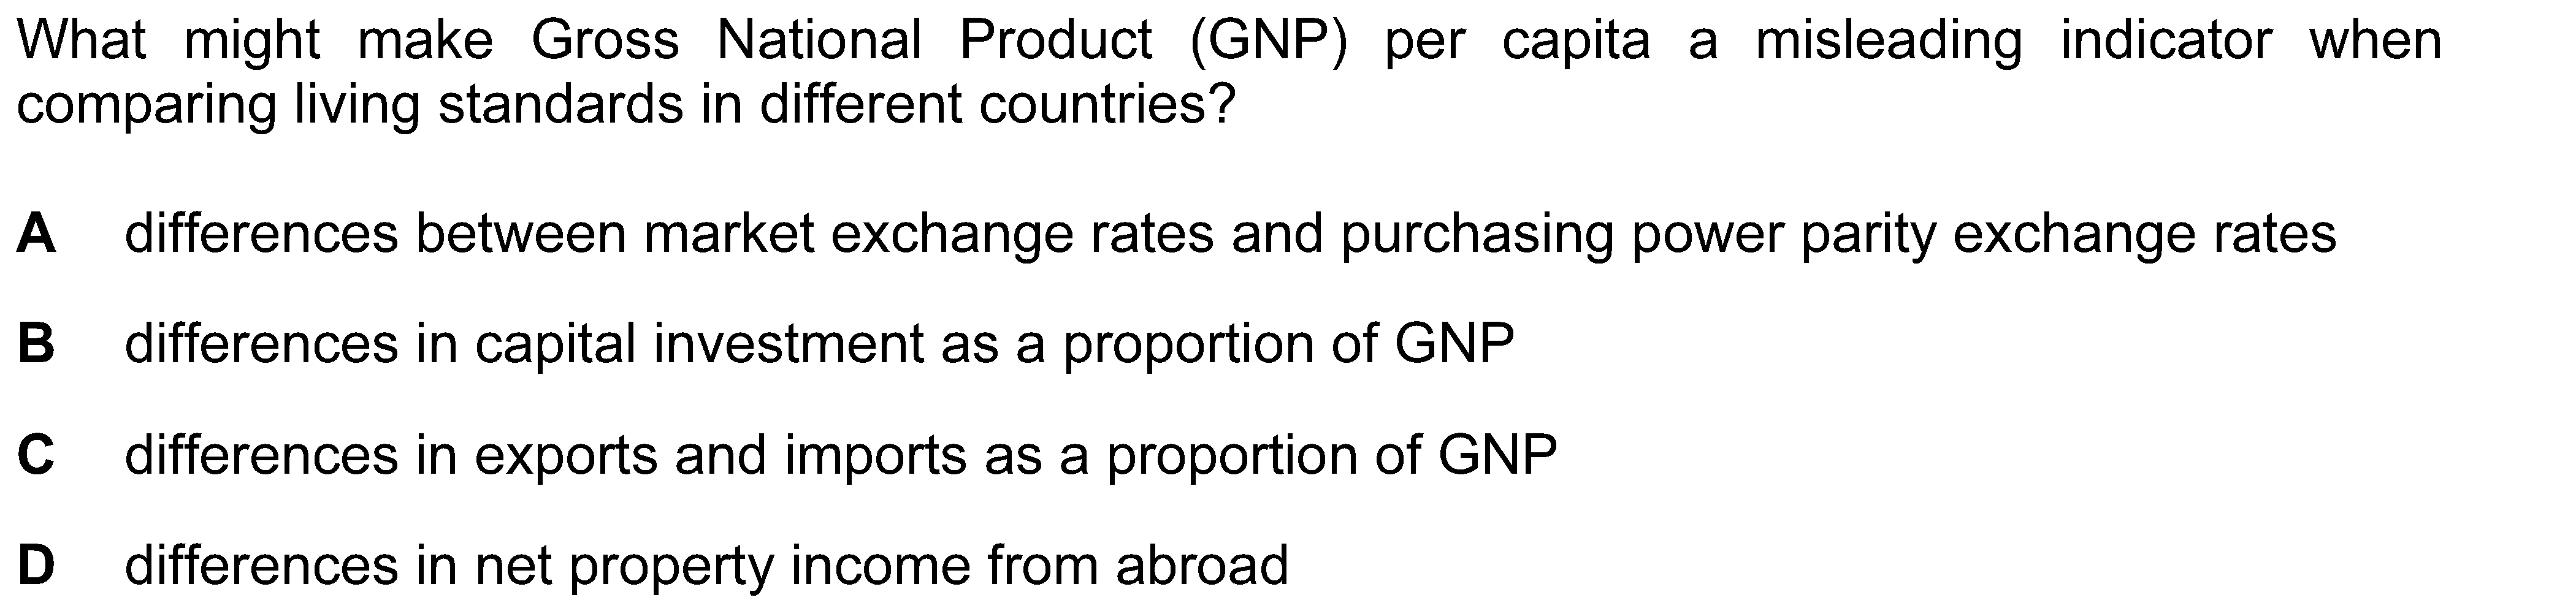 What might make Gross National Product (GNP) per capita a misleading indicator when
comparing living standards in different countries?
A differences between market exchange rates and purchasing power parity exchange rates
B differences in capital investment as a proportion of GNP
C differences in exports and imports as a proportion of GNP
D differences in net property income from abroad